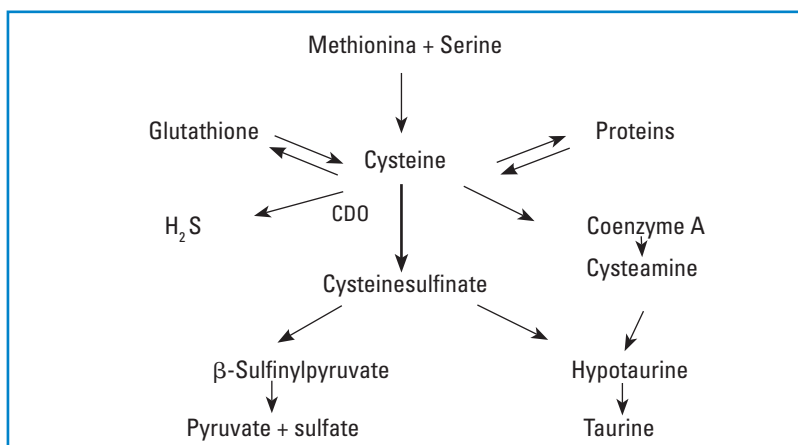 Methionina + Serine
Glutathione
Proteins
Cysteine
H₂S
CDO
Coenzyme A
Cysteamine
Cysteinesulfinate
β-Sulfinylpyruvate
Hypotaurine
Pyruvate + sulfate
Taurine